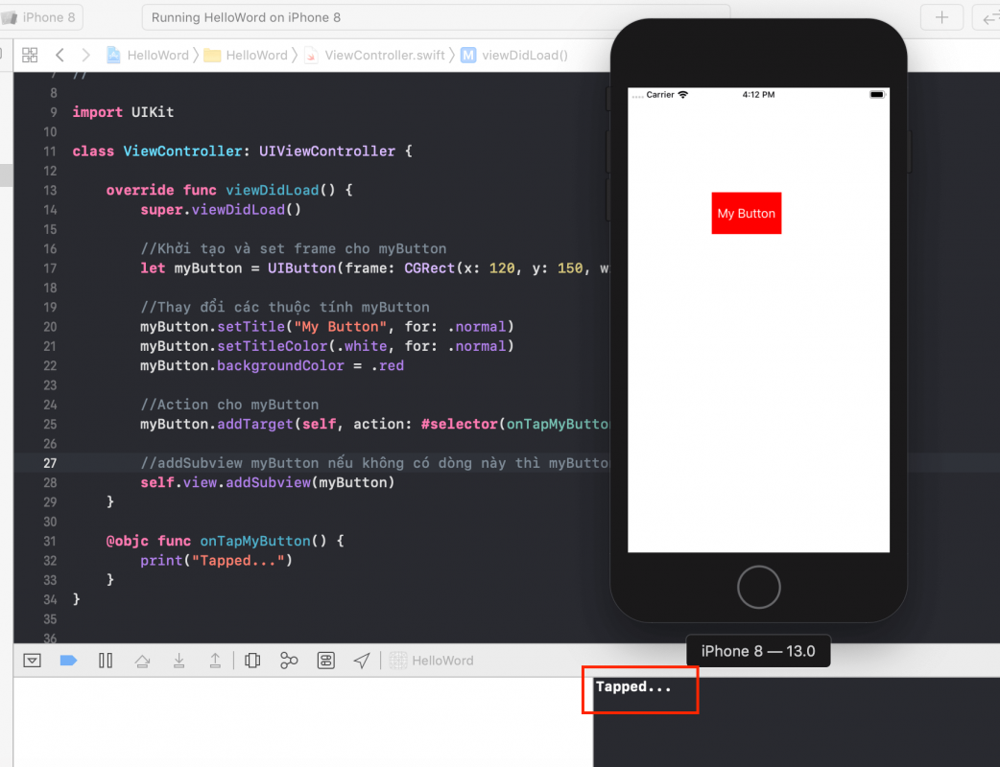 iPhone 8
Running HelloWord on iPhone 8
HelloWord
HelloWord
ViewController.swift
M
viewDidLoad()
7 //
8
9 import UIKit
10
11 class ViewController: UIViewController {
12
13 override func viewDidLoad() {
14 super.viewDidLoad()
15
16 //Khởi tạo và set frame cho myButton
17 let myButton = UIButton(frame: CGRect(x: 120, y: 150, w
18
19 //Thay đổi các thuộc tính myButton
20 myButton.setTitle("My Button", for: .normal)
21 myButton.setTitleColor(.white, for: .normal)
22 myButton.backgroundColor = .red
23
24 //Action cho myButton
25 myButton.addTarget(self, action: #selector(onTapMyButto
26
27 //addSubview myButton nếu không có dòng này thì myButto
28 self.view.addSubview(myButton)
29 }
30
31 @objc func onTapMyButton() {
32 print("Tapped...")
33 }
34 }
35
36
Carrier
4:12 PM
My Button
iPhone 8 — 13.0
HelloWord
Tapped...